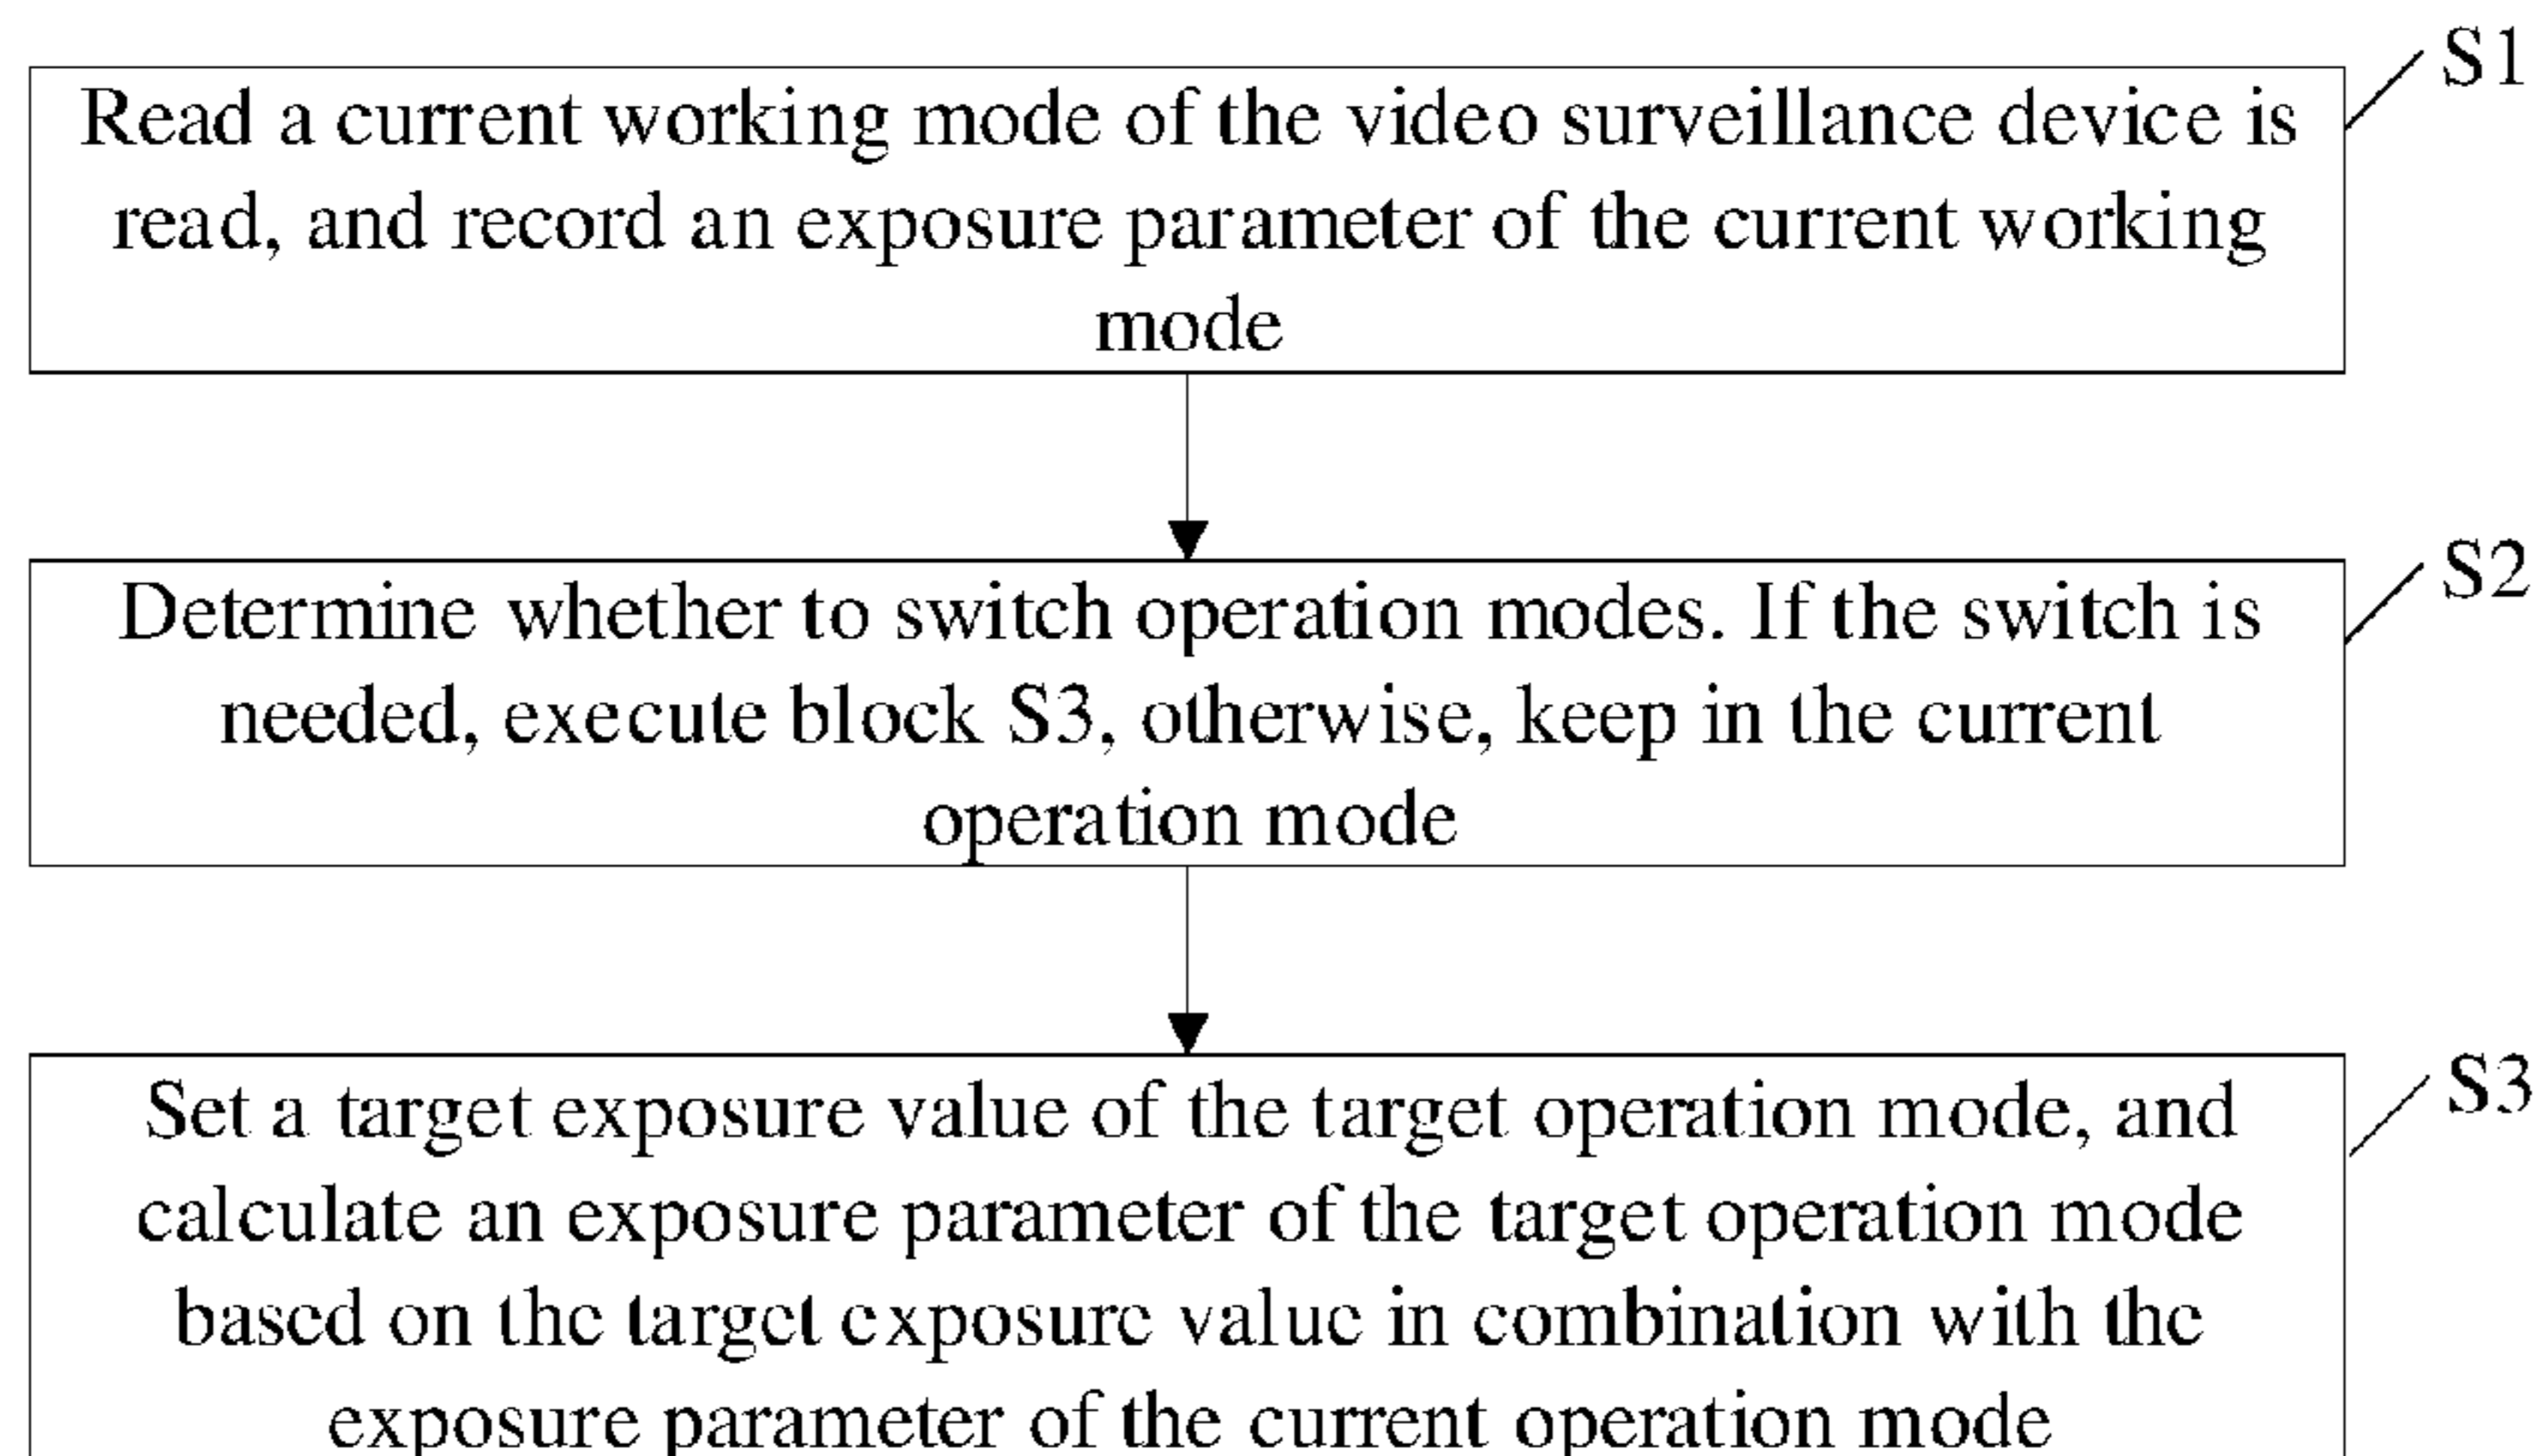 S1
Read a current working mode of the video surveillance device is
read, and record an exposure parameter of the current working
mode
S2
Determine whether to switch operation modes. If the switch is
needed, execute block S3, otherwise, keep in the current
operation mode
S3
Set a target exposure value of the target operation mode, and
calculate an exposure parameter of the target operation mode
based on the target exposure value in combination with the
exposure parameter of the current operation mode